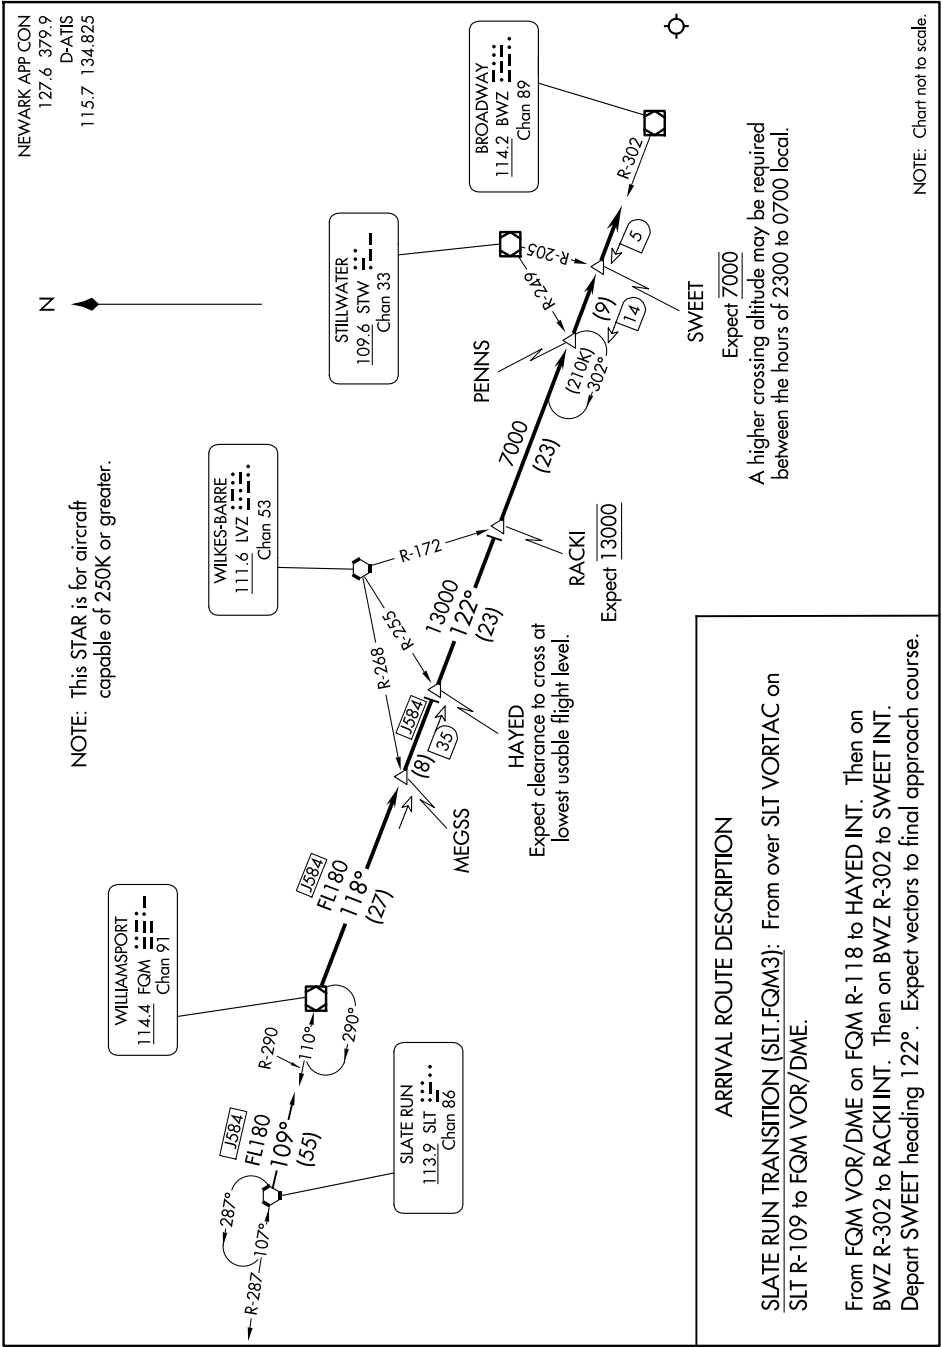 NEWARK APP CON
127.6 379.9
D-ATIS
115.7 134.825
N
NOTE: This STAR is for aircraft
capable of 250K or greater.
BROADWAY
114.2 BWZ
Chan 89
STILLWATER
109.6 STW
Chan 33
WILKES-BARRE
111.6 LVZ
Chan 53
WILLIAMSPORT
114.4 FQM
Chan 91
SLATE RUN
113.9 SLT
Chan 86
R-287
107°
287°
J584
FL180
109°
(55)
R-290
110°
290°
J584
FL180
118°
(27)
MEGSS
(8)
J584
35
R-268
R-255
R-172
HAYED
Expect clearance to cross at
lowest usable flight level.
13000
122°
(23)
RACKI
Expect 13000
7000
(23)
PENNS
(210K)
302°
R-249
R-205
(9)
14
5
R-302
SWEET
Expect 7000
A higher crossing altitude may be required
between the hours of 2300 to 0700 local.
NOTE: Chart not to scale.
ARRIVAL ROUTE DESCRIPTION
SLATE RUN TRANSITION (SLT.FQM3): From over SLT VORTAC on
SLT R-109 to FQM VOR/DME.
From FQM VOR/DME on FQM R-118 to HAYED INT. Then on
BWZ R-302 to RACKI INT. Then on BWZ R-302 to SWEET INT.
Depart SWEET heading 122°. Expect vectors to final approach course.